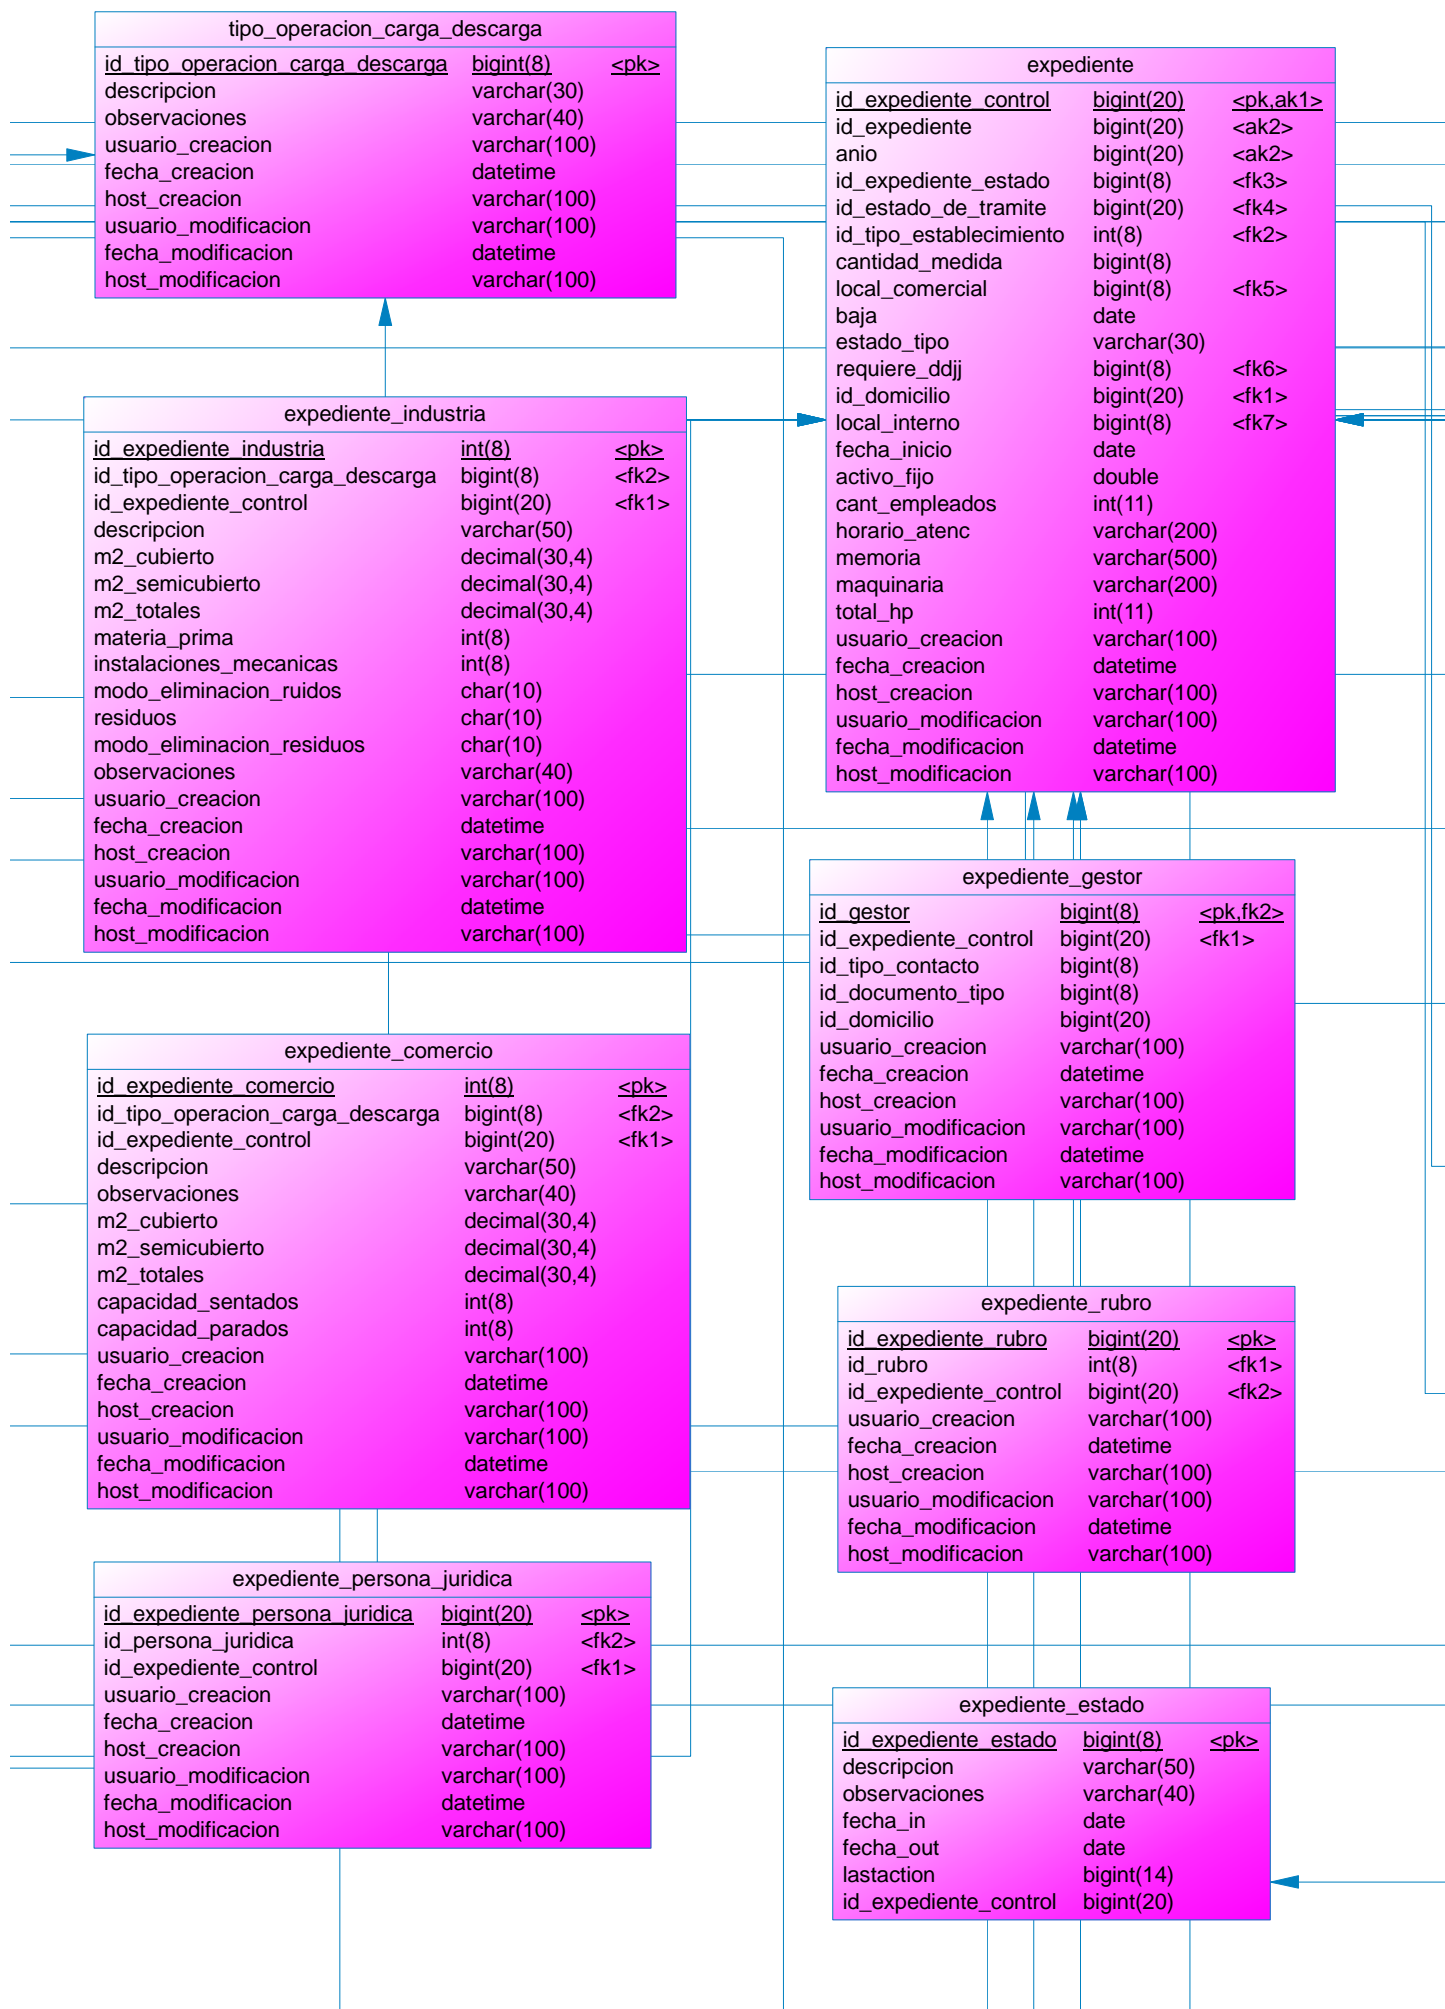 tipo_operacion_carga_descarga
id_tipo_operacion_carga_descarga bigint(8) <pk>
descripcion varchar(30)
observaciones varchar(40)
usuario_creacion varchar(100)
fecha_creacion datetime
host_creacion varchar(100)
usuario_modificacion varchar(100)
fecha_modificacion datetime
host_modificacion varchar(100)
expediente
id_expediente_control bigint(20) <pk,ak1>
id_expediente bigint(20) <ak2>
anio bigint(20) <ak2>
id_expediente_estado bigint(8) <fk3>
id_estado_de_tramite bigint(20) <fk4>
id_tipo_establecimiento int(8) <fk2>
cantidad_medida bigint(8)
local_comercial bigint(8) <fk5>
baja date
estado_tipo varchar(30)
requiere_ddjj bigint(8) <fk6>
id_domicilio bigint(20) <fk1>
local_interno bigint(8) <fk7>
fecha_inicio date
activo_fijo double
cant_empleados int(11)
horario_atenc varchar(200)
memoria varchar(500)
maquinaria varchar(200)
total_hp int(11)
usuario_creacion varchar(100)
fecha_creacion datetime
host_creacion varchar(100)
usuario_modificacion varchar(100)
fecha_modificacion datetime
host_modificacion varchar(100)
expediente_industria
id_expediente_industria int(8) <pk>
id_tipo_operacion_carga_descarga bigint(8) <fk2>
id_expediente_control bigint(20) <fk1>
descripcion varchar(50)
m2_cubierto decimal(30,4)
m2_semicubierto decimal(30,4)
m2_totales decimal(30,4)
materia_prima int(8)
instalaciones_mecanicas int(8)
modo_eliminacion_ruidos char(10)
residuos char(10)
modo_eliminacion_residuos char(10)
observaciones varchar(40)
usuario_creacion varchar(100)
fecha_creacion datetime
host_creacion varchar(100)
usuario_modificacion varchar(100)
fecha_modificacion datetime
host_modificacion varchar(100)
expediente_gestor
id_gestor bigint(8) <pk,fk2>
id_expediente_control bigint(20) <fk1>
id_tipo_contacto bigint(8)
id_documento_tipo bigint(8)
id_domicilio bigint(20)
usuario_creacion varchar(100)
fecha_creacion datetime
host_creacion varchar(100)
usuario_modificacion varchar(100)
fecha_modificacion datetime
host_modificacion varchar(100)
expediente_comercio
id_expediente_comercio int(8) <pk>
id_tipo_operacion_carga_descarga bigint(8) <fk2>
id_expediente_control bigint(20) <fk1>
descripcion varchar(50)
observaciones varchar(40)
m2_cubierto decimal(30,4)
m2_semicubierto decimal(30,4)
m2_totales decimal(30,4)
capacidad_sentados int(8)
capacidad_parados int(8)
usuario_creacion varchar(100)
fecha_creacion datetime
host_creacion varchar(100)
usuario_modificacion varchar(100)
fecha_modificacion datetime
host_modificacion varchar(100)
expediente_rubro
id_expediente_rubro bigint(20) <pk>
id_rubro int(8) <fk1>
id_expediente_control bigint(20) <fk2>
usuario_creacion varchar(100)
fecha_creacion datetime
host_creacion varchar(100)
usuario_modificacion varchar(100)
fecha_modificacion datetime
host_modificacion varchar(100)
expediente_persona_juridica
id_expediente_persona_juridica bigint(20) <pk>
id_persona_juridica int(8) <fk2>
id_expediente_control bigint(20) <fk1>
usuario_creacion varchar(100)
fecha_creacion datetime
host_creacion varchar(100)
usuario_modificacion varchar(100)
fecha_modificacion datetime
host_modificacion varchar(100)
expediente_estado
id_expediente_estado bigint(8) <pk>
descripcion varchar(50)
observaciones varchar(40)
fecha_in date
fecha_out date
lastaction bigint(14)
id_expediente_control bigint(20)